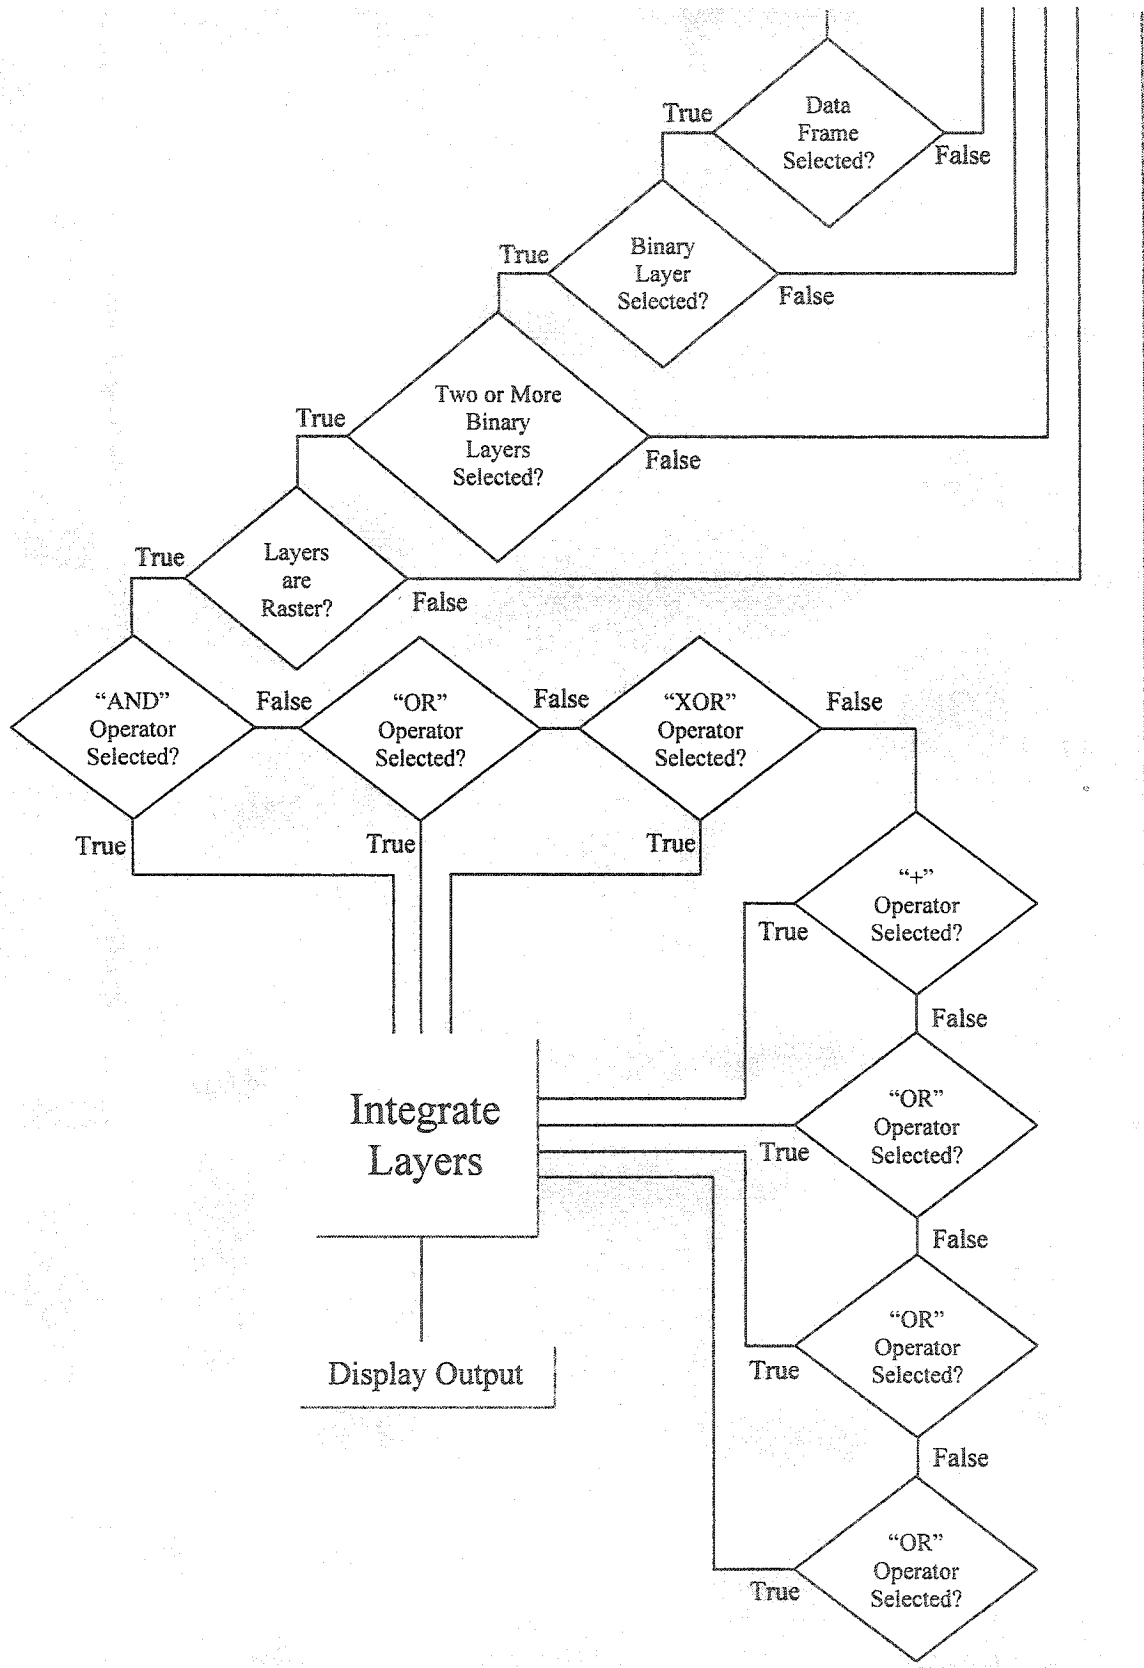 Data
Frame
Selected?
True
False
Binary
Layer
Selected?
True
False
Two or More
Binary
Layers
Selected?
True
False
Layers
are
Raster?
True
False
“AND”
Operator
Selected?
False
True
“OR”
Operator
Selected?
False
True
“XOR”
Operator
Selected?
False
True
“+”
Operator
Selected?
True
False
“OR”
Operator
Selected?
True
False
“OR”
Operator
Selected?
True
False
“OR”
Operator
Selected?
True
Integrate
Layers
Display Output